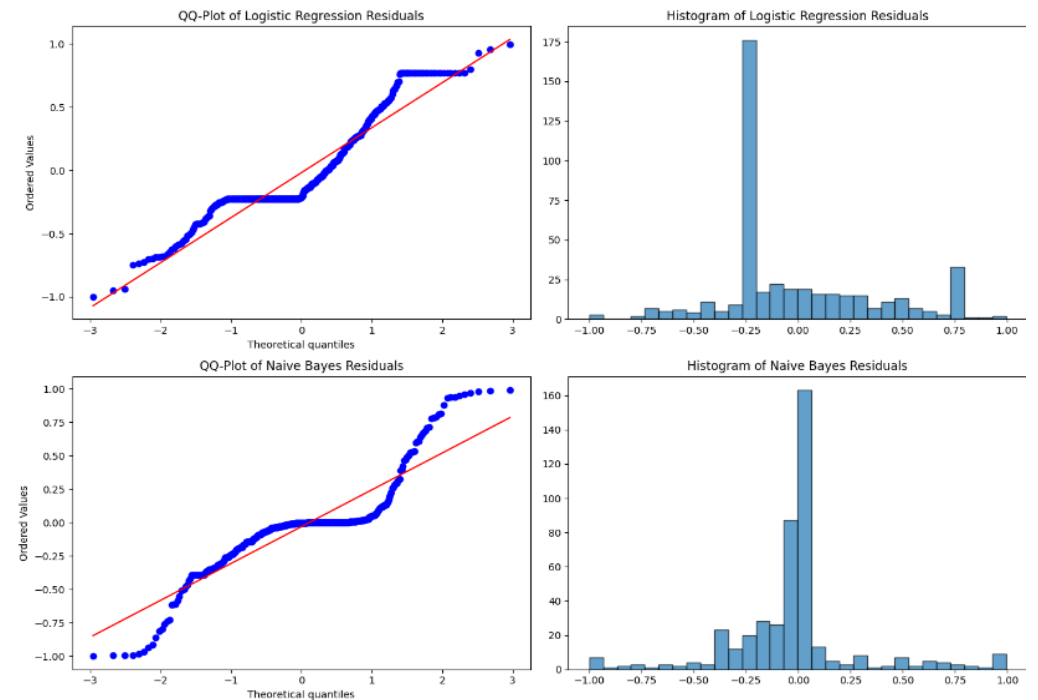 QQ-Plot of Logistic Regression Residuals
Ordered Values
1.0
0.5
0.0
−0.5
−1.0
−3 −2 −1 0 1 2 3
Theoretical quantiles
Histogram of Logistic Regression Residuals
175
150
125
100
75
50
25
0
−1.00 −0.75 −0.50 −0.25 0.00 0.25 0.50 0.75 1.00
QQ-Plot of Naive Bayes Residuals
Ordered Values
1.00
0.75
0.50
0.25
0.00
−0.25
−0.50
−0.75
−1.00
−3 −2 −1 0 1 2 3
Theoretical quantiles
Histogram of Naive Bayes Residuals
160
140
120
100
80
60
40
20
0
−1.00 −0.75 −0.50 −0.25 0.00 0.25 0.50 0.75 1.00